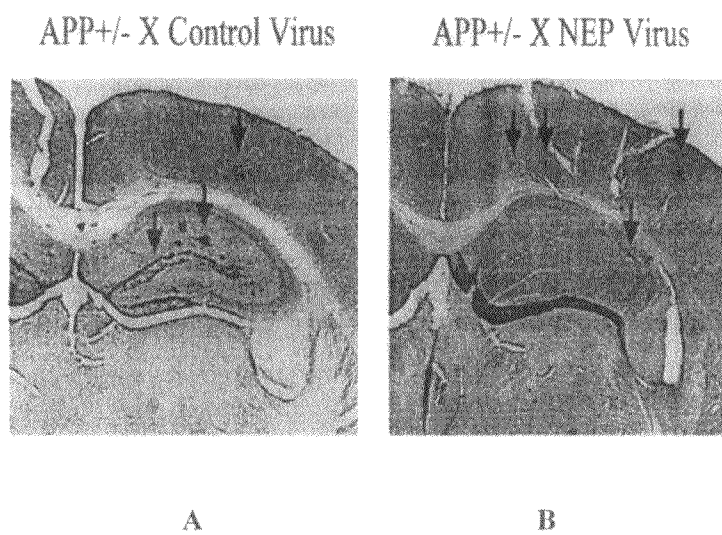 APP+/- X Control Virus
APP+/- X NEP Virus
A
B